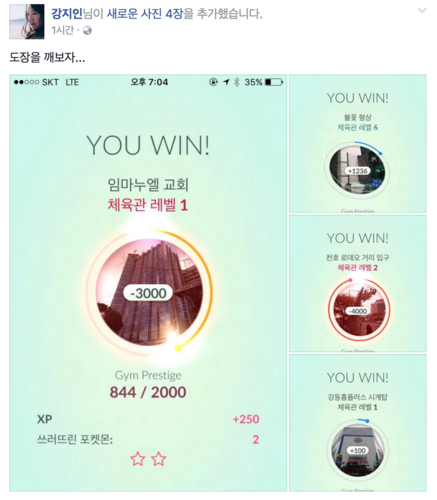 강지인님이 새로운 사진 4장을 추가했습니다.
1시간 ·
도장을 깨보자...
SKT LTE 오후 7:04 35%
YOU WIN!
임마누엘 교회
체육관 레벨 1
-3000
Gym Prestige
844 / 2000
XP +250
쓰러뜨린 포켓몬: 2
YOU WIN!
불꽃 형상
체육관 레벨 6
+1236
Gym Prestige
YOU WIN!
천호 로데오 거리 입구
체육관 레벨 2
-4000
YOU WIN!
강동홈플러스 시계탑
체육관 레벨 1
+100